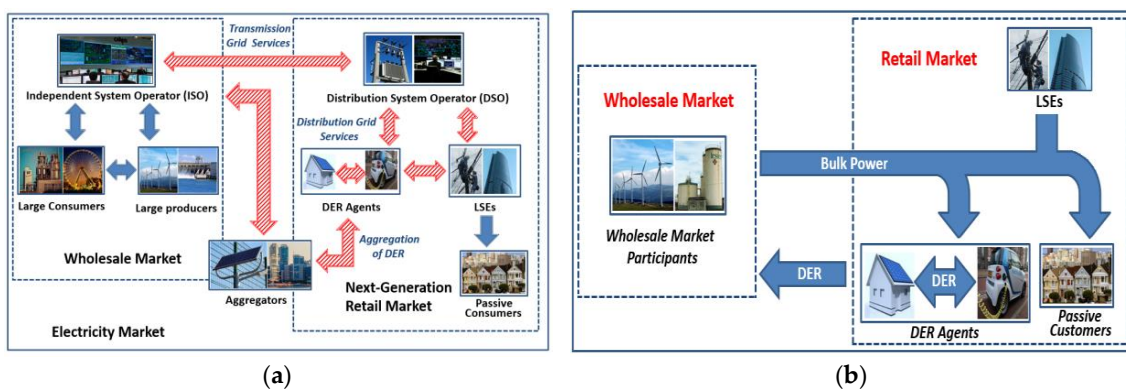 Transmission
Grid Services
Independent System Operator (ISO)
Distribution System Operator (DSO)
Distribution Grid
Services
Large Consumers
Large producers
DER Agents
LSEs
Wholesale Market
Aggregation
of DER
Aggregators
Next-Generation
Retail Market
Passive
Consumers
Electricity Market
(a)
Retail Market
Wholesale Market
LSEs
Bulk Power
Wholesale Market
Participants
DER
DER
DER Agents
Passive
Customers
(b)